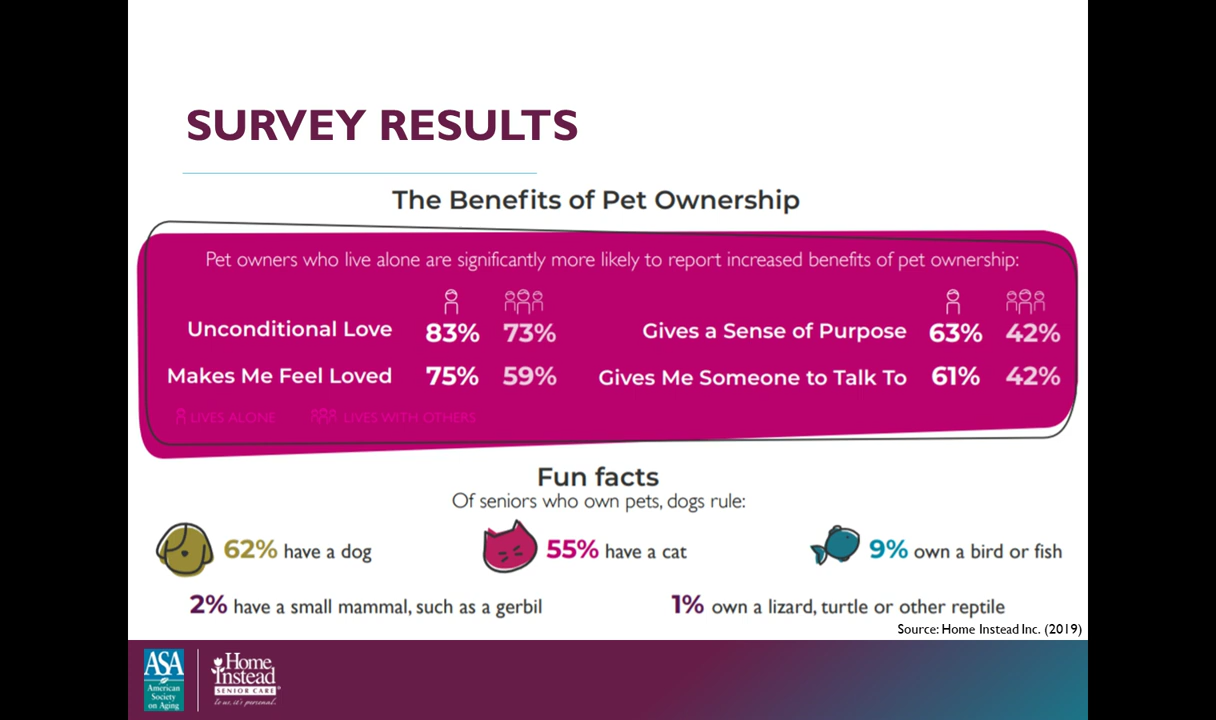 SURVEY RESULTS
The Benefits of Pet Ownership
Pet owners who live alone are significantly more likely to report increased benefits of pet ownership:
Unconditional Love 83% 73%
Makes Me Feel Loved 75% 59%
Gives a Sense of Purpose 63% 42%
Gives Me Someone to Talk To 61% 42%
LIVES ALONE LIVES WITH OTHERS
Fun facts
Of seniors who own pets, dogs rule:
62% have a dog
55% have a cat
9% own a bird or fish
2% have a small mammal, such as a gerbil
1% own a lizard, turtle or other reptile
Source: Home Instead Inc. (2019)
ASA
American
Society
on Aging
Home
Instead
SENIOR CARE®
to us, it's personal.